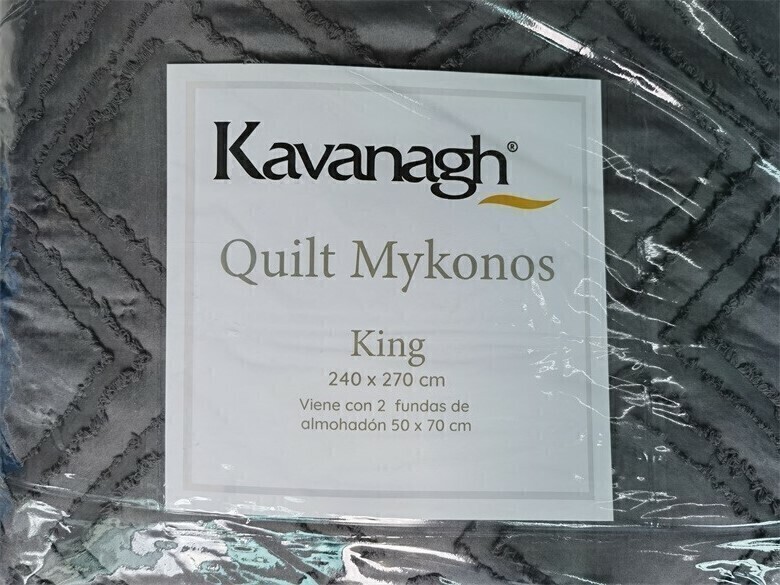 Kavanagh®
Quilt Mykonos
King
240 x 270 cm
Viene con 2 fundas de
almohadón 50 x 70 cm